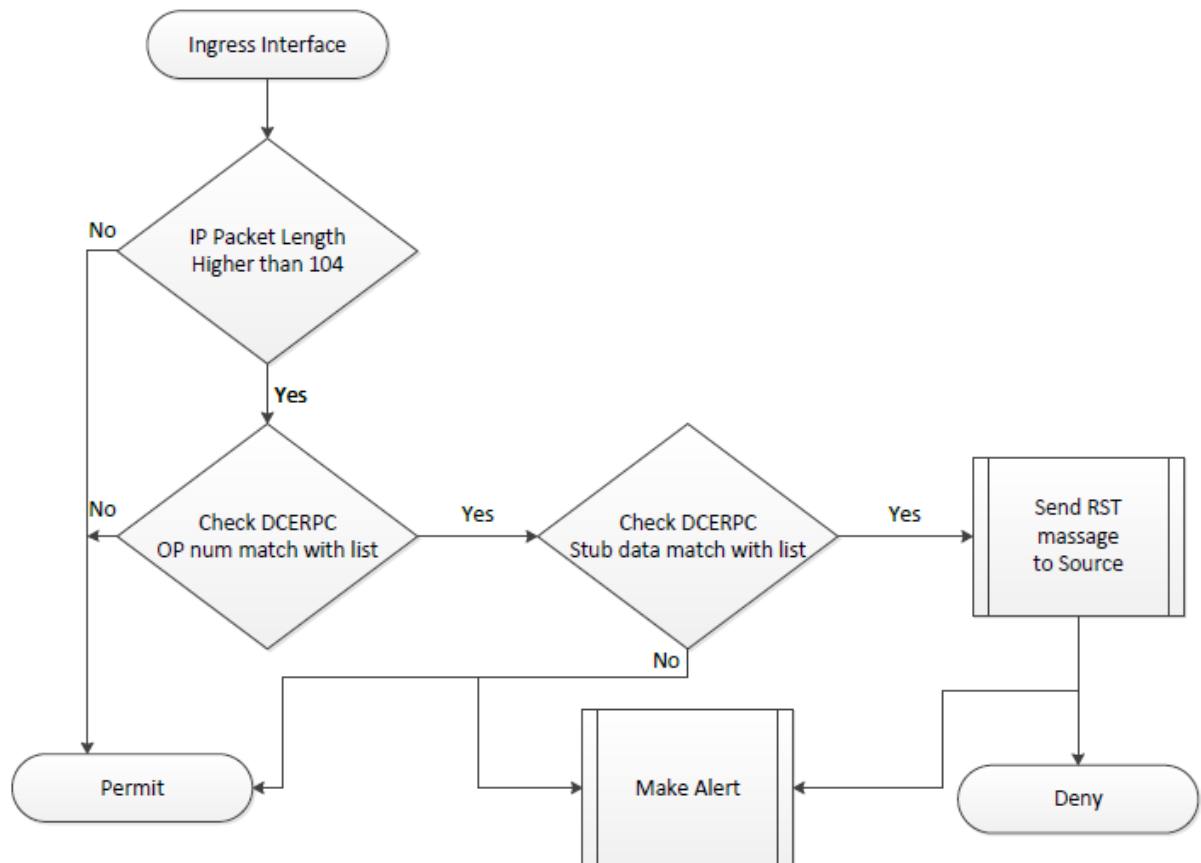 Ingress Interface
No
IP Packet Length
Higher than 104
Yes
No
Check DCERPC
OP num match with list
Yes
Check DCERPC
Stub data match with list
Yes
Send RST
massage
to Source
No
Permit
Make Alert
Deny